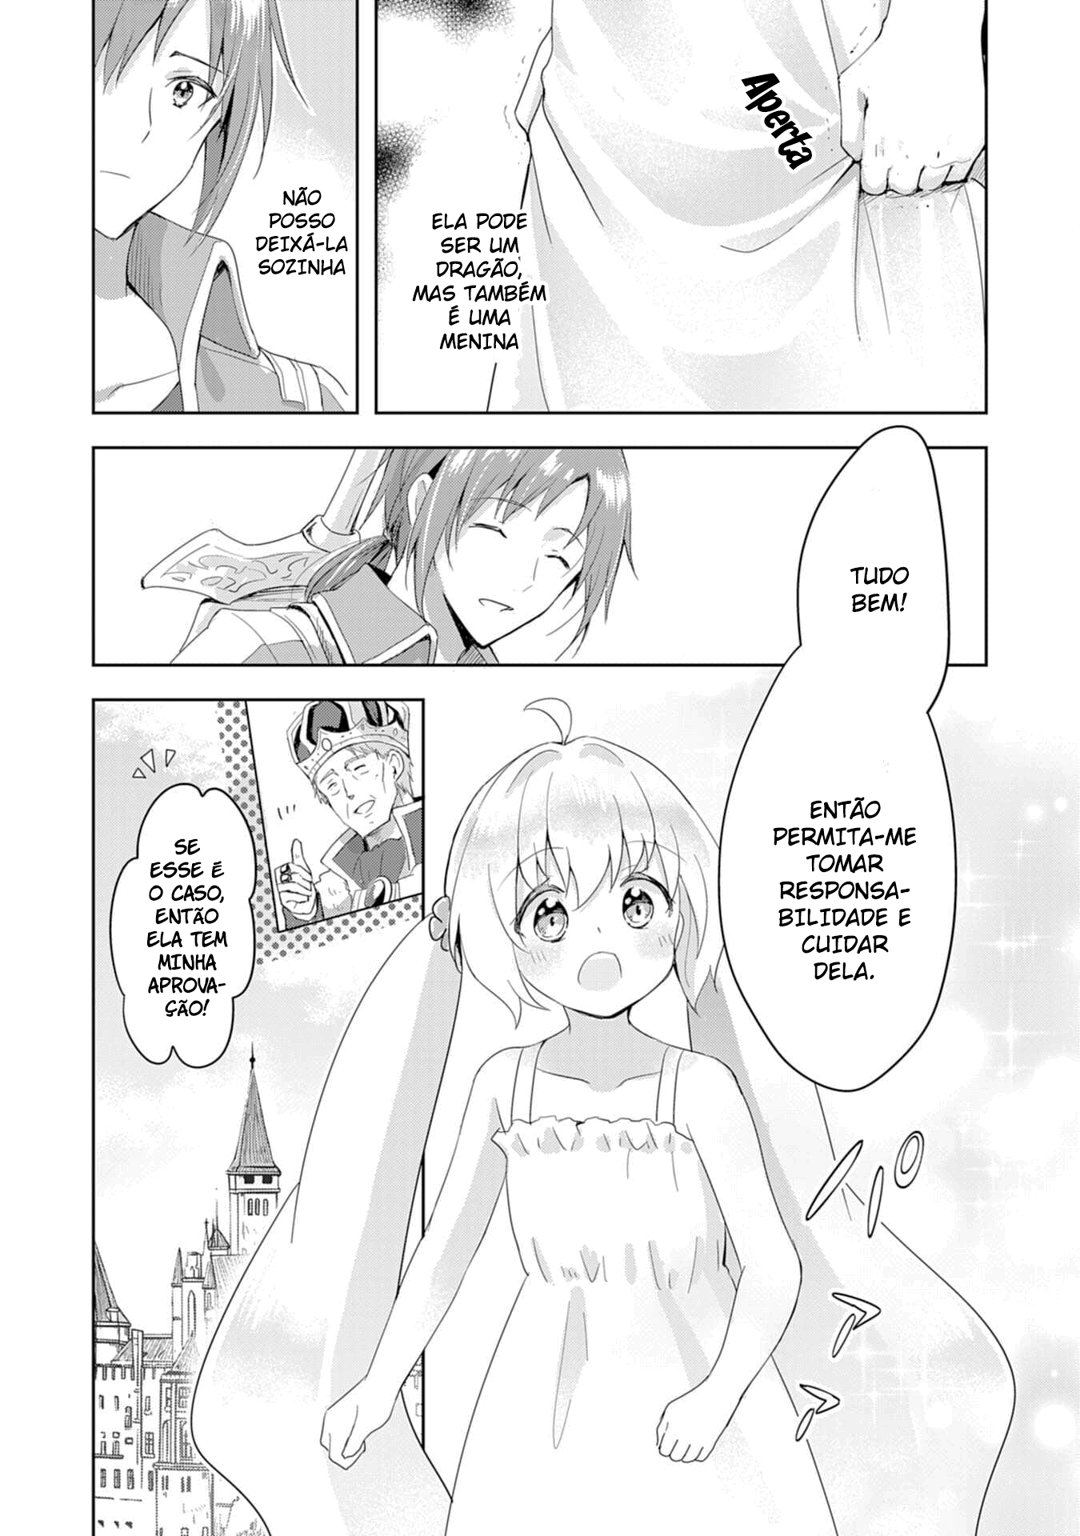 Aperta
ELA PODE
SER UM
DRAGÃO,
MAS TAMBÉM
É UMA
MENINA
NÃO
POSSO
DEIXÁ-LA
SOZINHA
TUDO
BEM!
ENTÃO
PERMITA-ME
TOMAR
RESPONSA-
BILIDADE E
CUIDAR
DELA.
SE
ESSE É
O CASO,
ENTÃO
ELA TEM
MINHA
APROVA-
ÇÃO!